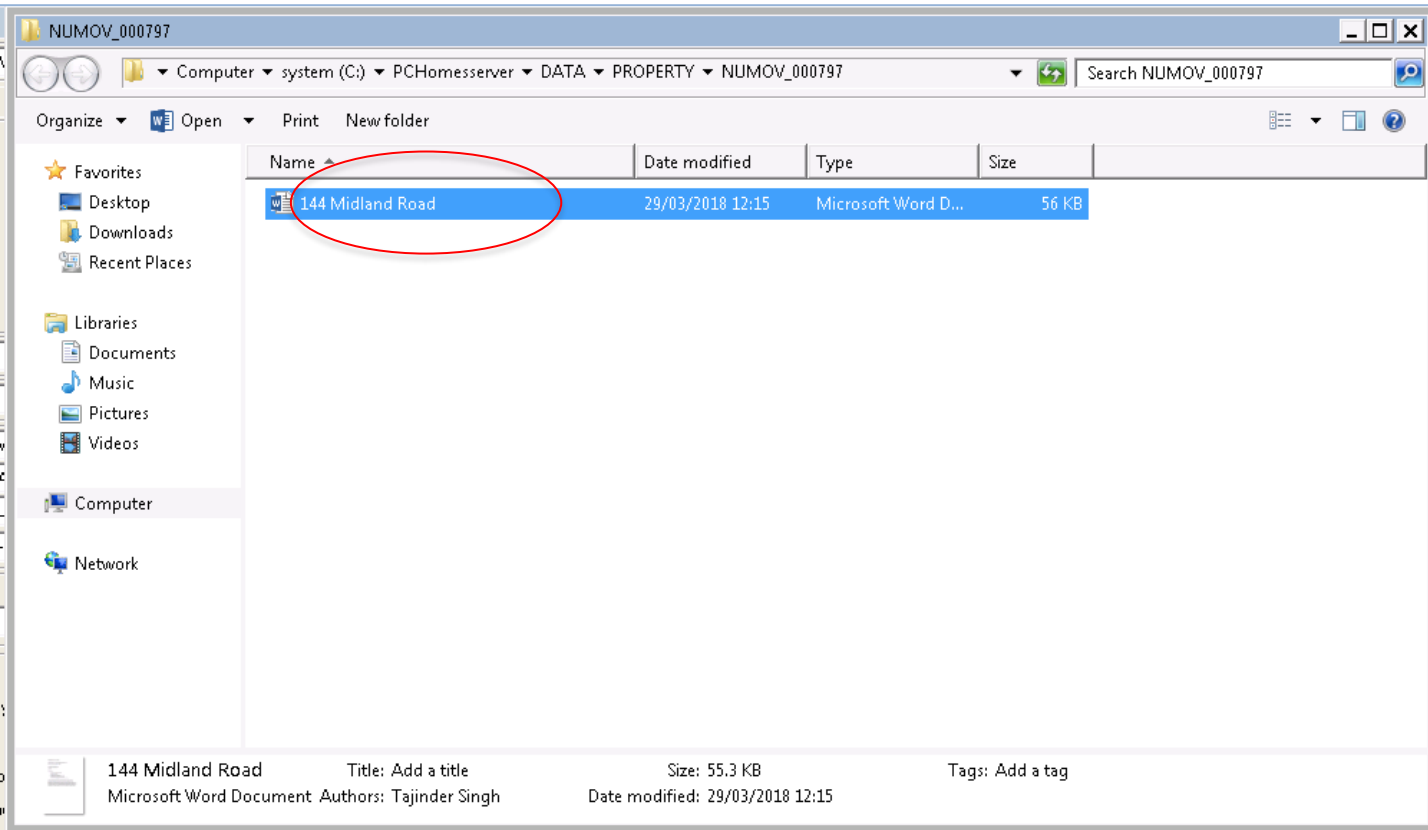 NUMOV_000797
Computer ▾ system (C:) ▾ PCHomesserver ▾ DATA ▾ PROPERTY ▾ NUMOV_000797
Search NUMOV_000797
Organize Open Print New folder
Name Date modified Type Size
144 Midland Road 29/03/2018 12:15 Microsoft Word D... 56 KB
Favorites
Desktop
Downloads
Recent Places
Libraries
Documents
Music
Pictures
Videos
Computer
Network
144 Midland Road Title: Add a title Size: 55.3 KB Tags: Add a tag
Microsoft Word Document Authors: Tajinder Singh Date modified: 29/03/2018 12:15